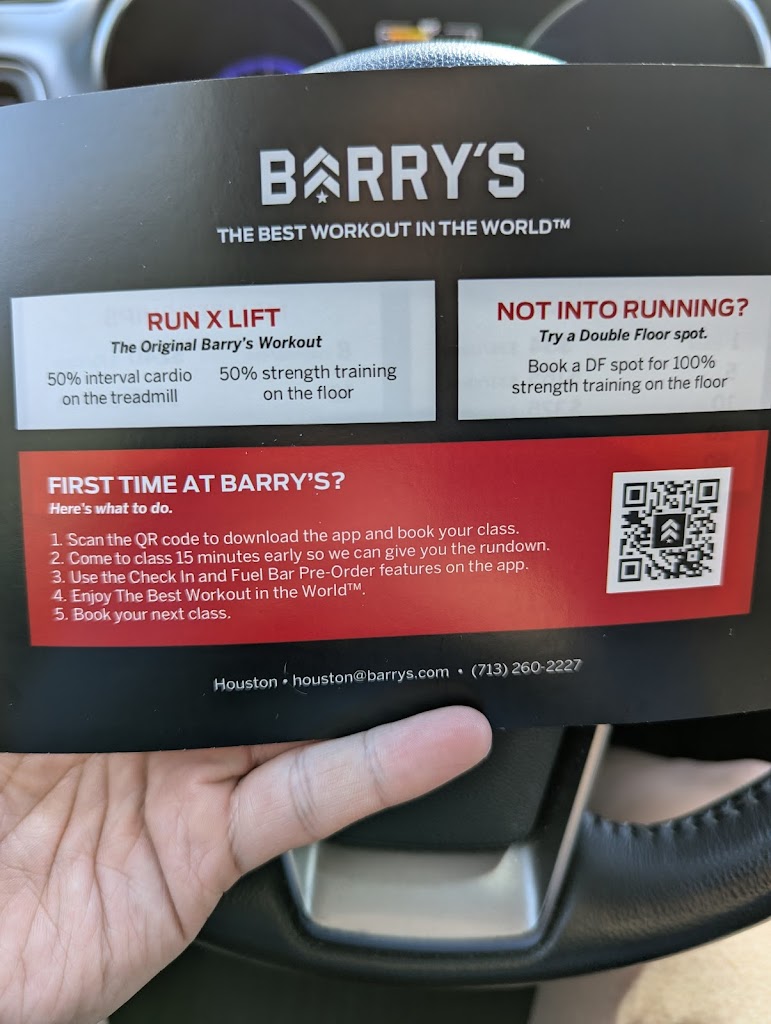 BARRY'S
THE BEST WORKOUT IN THE WORLD™
RUN X LIFT
The Original Barry's Workout
50% interval cardio
on the treadmill
50% strength training
on the floor
NOT INTO RUNNING?
Try a Double Floor spot.
Book a DF spot for 100%
strength training on the floor
FIRST TIME AT BARRY'S?
Here's what to do.
1. Scan the QR code to download the app and book your class.
2. Come to class 15 minutes early so we can give you the rundown.
3. Use the Check In and Fuel Bar Pre-Order features on the app.
4. Enjoy The Best Workout in the World™.
5. Book your next class.
Houston • houston@barrys.com • (713) 260-2227